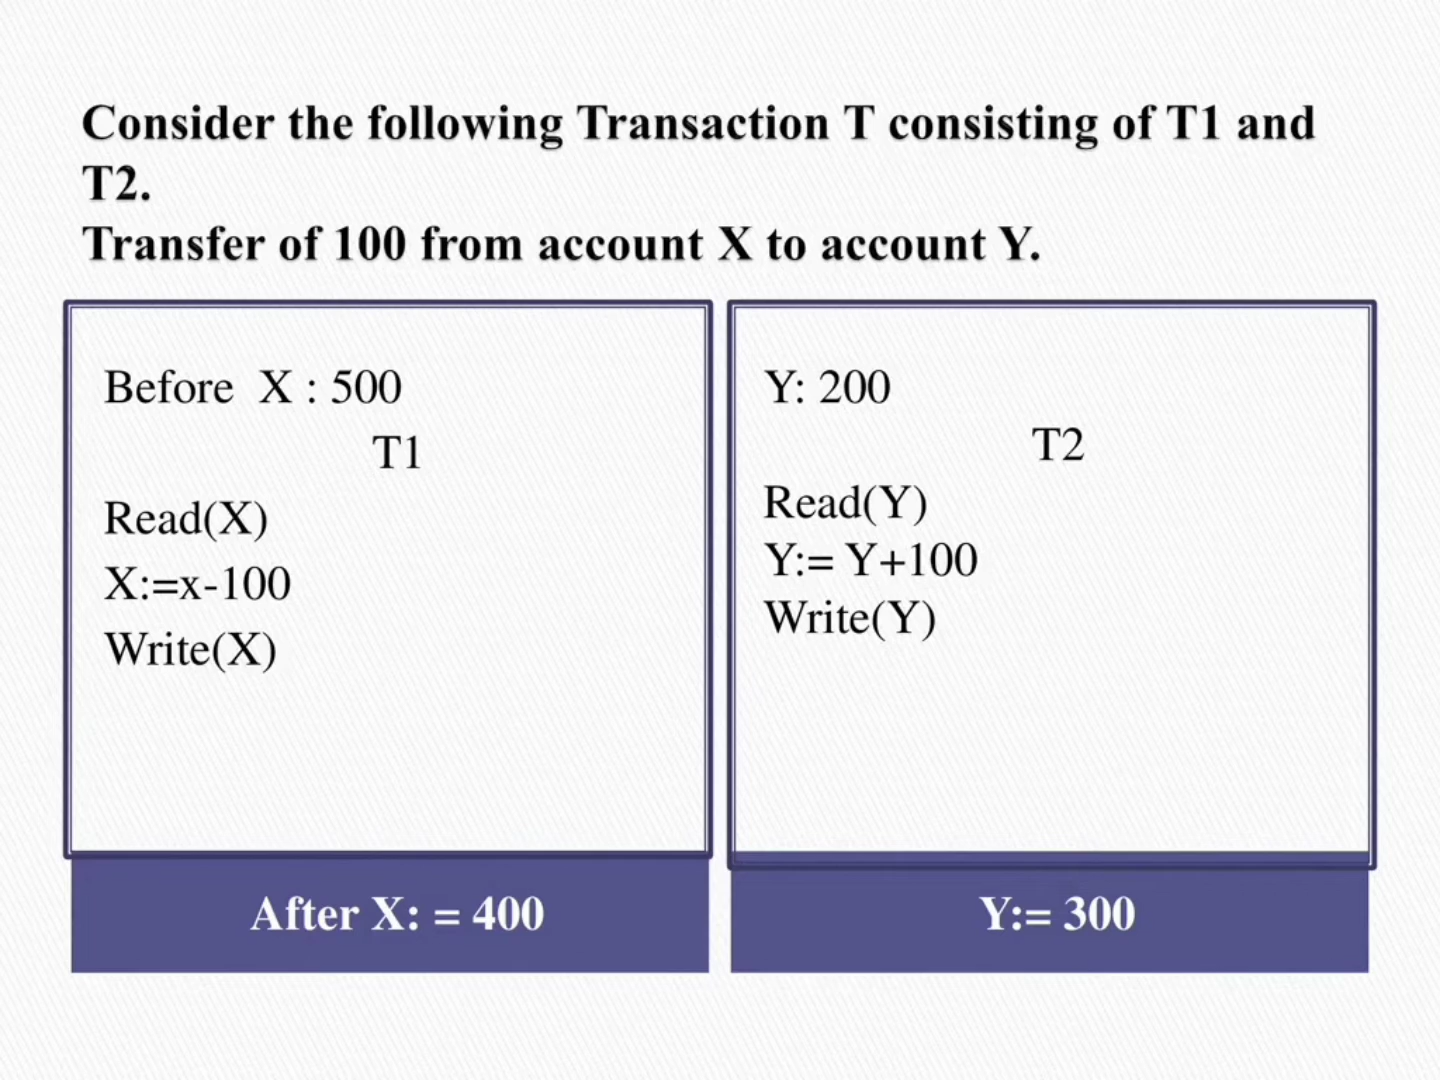 Consider the following Transaction T consisting of T1 and
T2.
Transfer of 100 from account X to account Y.
Before  X : 500
T1
Read(X)
X:=x-100
Write(X)
After X: = 400
Y: 200
T2
Read(Y)
Y:= Y+100
Write(Y)
Y:= 300